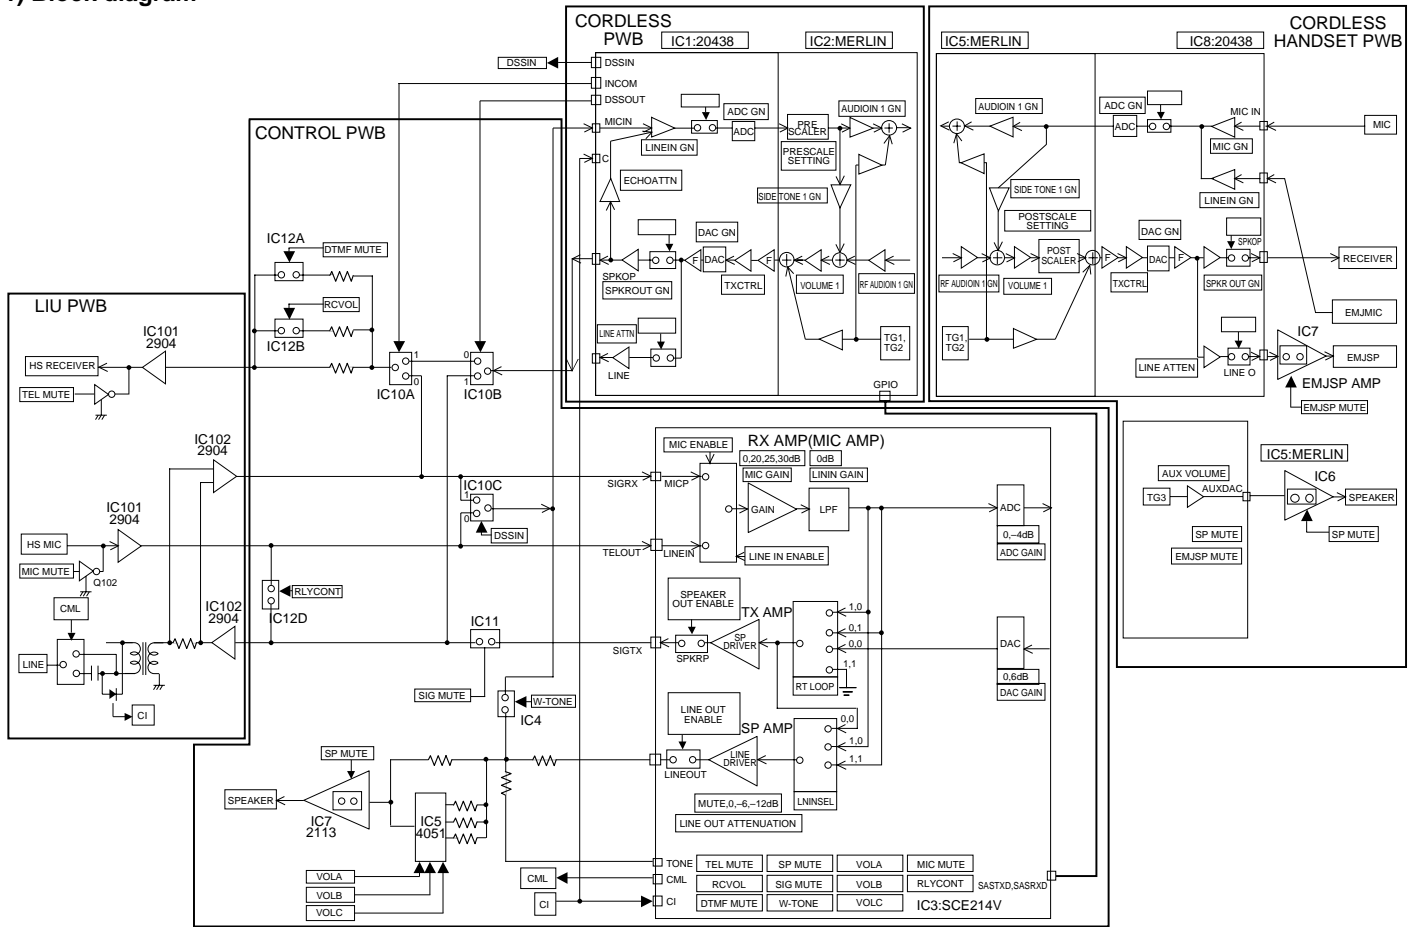 1) Block diagram
CORDLESS
PWB
IC1:20438
IC2:MERLIN
DSSIN
DSSIN
INCOM
DSSOUT
MICIN
C
LINEIN GN
ADC GN
ADC
PRE
SCALER
PRESCALE
SETTING
AUDIOIN 1 GN
ECHOATTN
SIDE TONE 1 GN
DAC GN
SPKOP
SPKROUT GN
F
DAC
TXCTRL
F
VOLUME 1
RF AUDIOIN 1 GN
LINE ATTN
LINE
TG1,
TG2
GPIO
CORDLESS
HANDSET PWB
IC5:MERLIN
IC8:20438
AUDIOIN 1 GN
ADC GN
ADC
MIC IN
MIC GN
MIC
LINEIN GN
SIDE TONE 1 GN
POSTSCALE
SETTING
DAC GN
SPKOP
RF AUDIOIN 1 GN
VOLUME 1
POST
SCALER
F
TXCTRL
DAC
F
SPKR OUT GN
RECEIVER
EMJMIC
TG1,
TG2
LINE ATTEN
LINE O
IC7
EMJSP
EMJSP AMP
EMJSP MUTE
IC5:MERLIN
AUX VOLUME
TG3
AUXDAC
IC6
SPEAKER
SP MUTE
SP MUTE
EMJSP MUTE
CONTROL PWB
IC12A
DTMF MUTE
RCVOL
IC12B
1
0
IC10A
0
1
IC10B
LIU PWB
IC101
2904
HS RECEIVER
TEL MUTE
IC102
2904
IC101
2904
HS MIC
MIC MUTE
Q102
CML
IC102
2904
LINE
CI
SIGRX
IC10C
1
0
DSSIN
TELOUT
RLYCONT
IC12D
IC11
SIGTX
SIG MUTE
W-TONE
IC4
RX AMP(MIC AMP)
MIC ENABLE
0,20,25,30dB
0dB
MIC GAIN
LININ GAIN
MICP
GAIN
LPF
ADC
0,–4dB
ADC GAIN
LINEIN
LINE IN ENABLE
SPEAKER
OUT ENABLE
TX AMP
SP
DRIVER
SPKRP
1,0
0,1
0,0
1,1
RT LOOP
DAC
0,6dB
DAC GAIN
LINE OUT
ENABLE
SP AMP
LINE
DRIVER
LINEOUT
0,0
1,0
1,1
LNINSEL
MUTE,0,–6,–12dB
LINE OUT ATTENUATION
SP MUTE
SPEAKER
IC7
2113
IC5
4051
VOLA
VOLB
VOLC
CML
CI
TONE
CML
CI
TEL MUTE
SP MUTE
VOLA
MIC MUTE
RCVOL
SIG MUTE
VOLB
RLYCONT
DTMF MUTE
W-TONE
VOLC
IC3:SCE214V
SASTXD,SASRXD